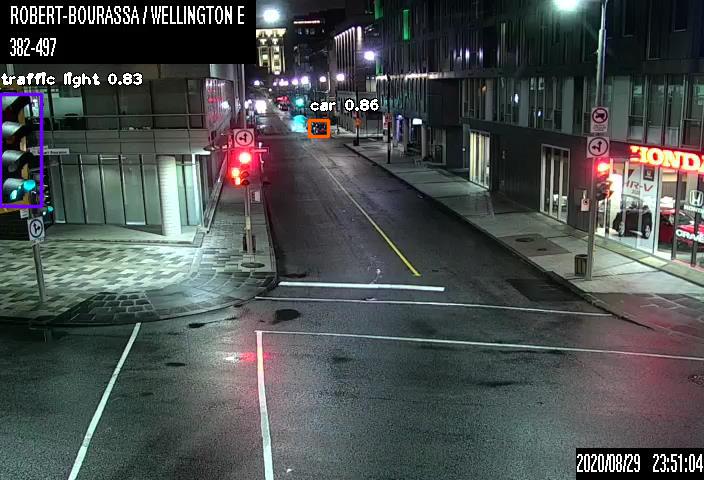 ROBERT-BOURASSA / WELLINGTON E
382-497
traffic light 0.83
car 0.86
HONDA
HR-V
HONDA
2020/08/29 23:51:04